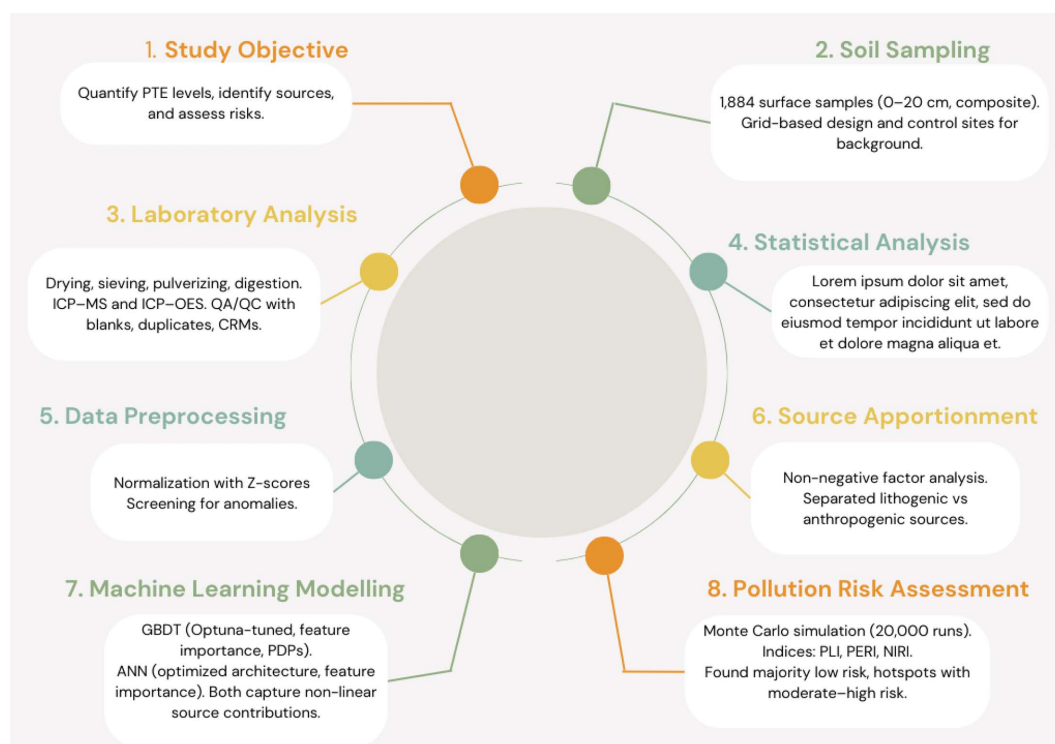 1. Study Objective
Quantify PTE levels, identify sources,
and assess risks.
2. Soil Sampling
1,884 surface samples (0–20 cm, composite).
Grid-based design and control sites for
background.
3. Laboratory Analysis
Drying, sieving, pulverizing, digestion.
ICP–MS and ICP–OES. QA/QC with
blanks, duplicates, CRMs.
4. Statistical Analysis
Lorem ipsum dolor sit amet,
consectetur adipiscing elit, sed do
eiusmod tempor incididunt ut labore
et dolore magna aliqua et.
5. Data Preprocessing
Normalization with Z-scores
Screening for anomalies.
6. Source Apportionment
Non-negative factor analysis.
Separated lithogenic vs
anthropogenic sources.
7. Machine Learning Modelling
GBDT (Optuna-tuned, feature
importance, PDPs).
ANN (optimized architecture, feature
importance). Both capture non-linear
source contributions.
8. Pollution Risk Assessment
Monte Carlo simulation (20,000 runs).
Indices: PLI, PERI, NIRI.
Found majority low risk, hotspots with
moderate–high risk.